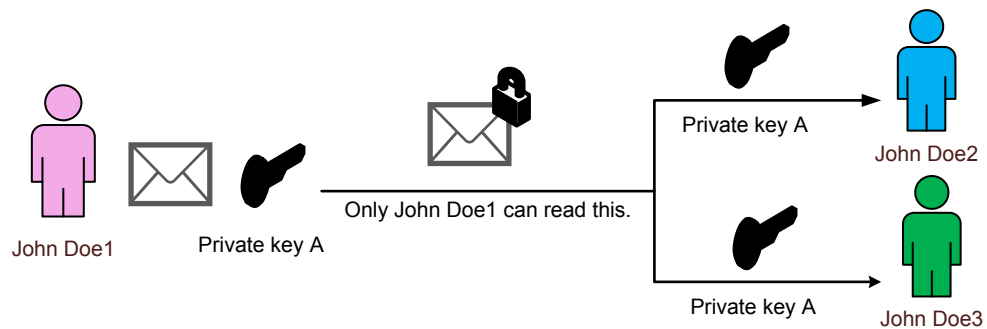 John Doe1
Private key A
Only John Doe1 can read this.
Private key A
John Doe2
Private key A
John Doe3